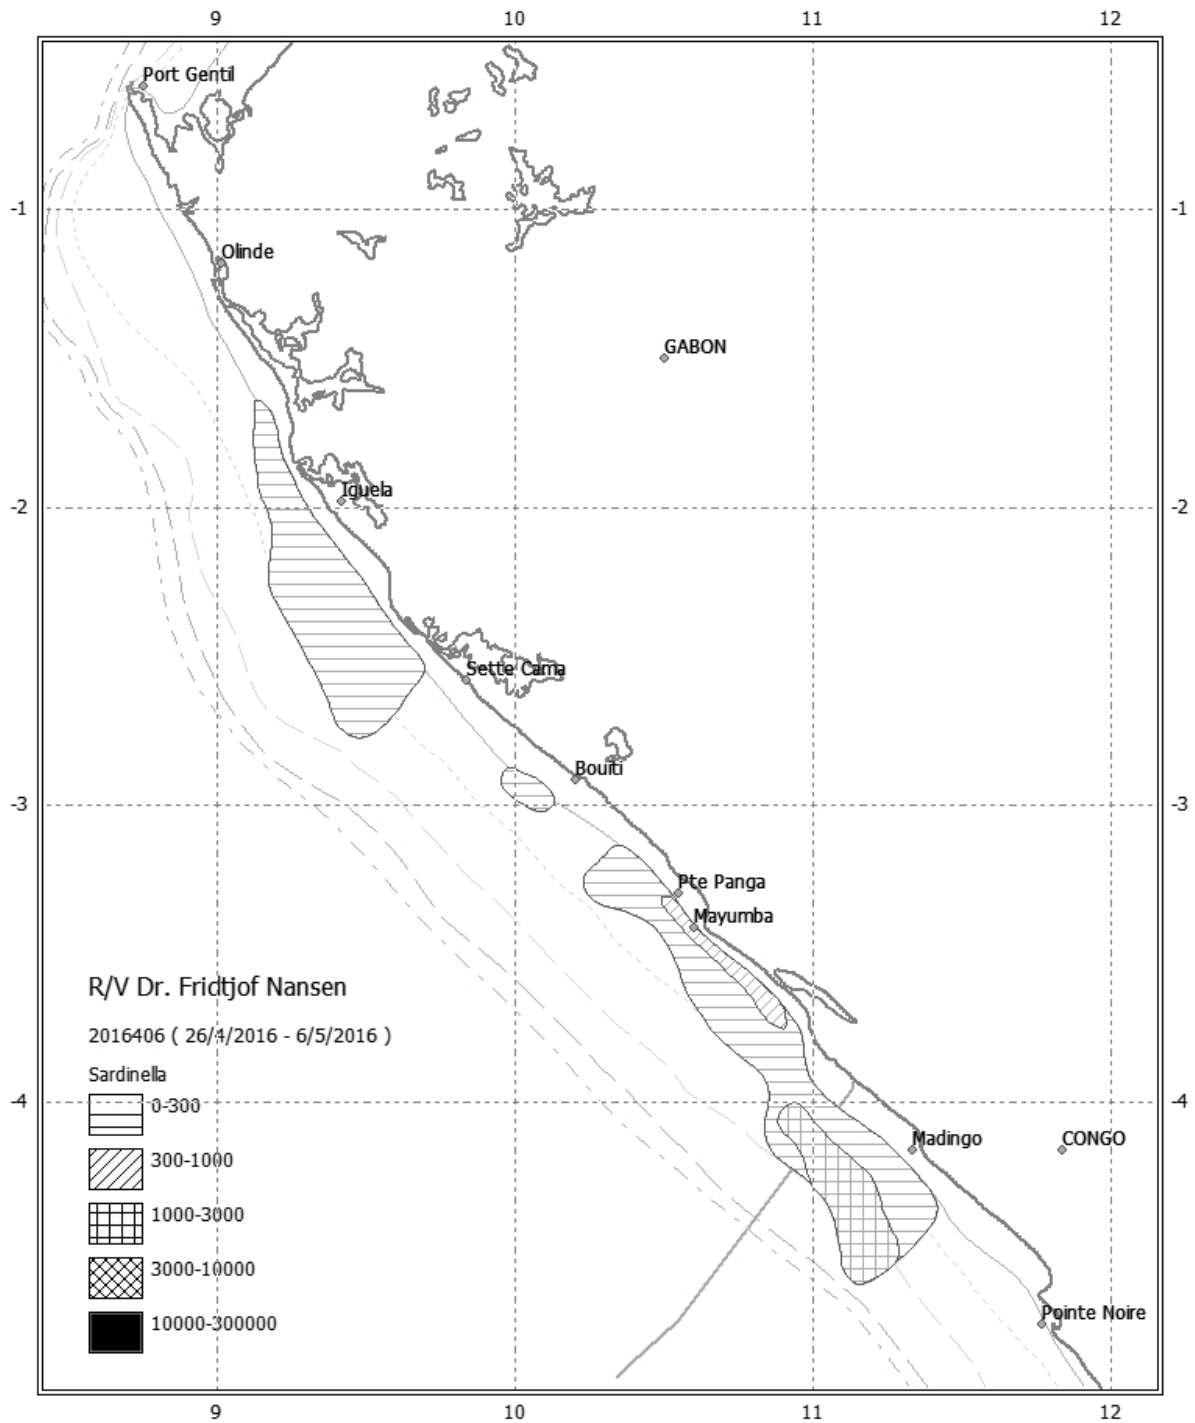 9 10 11 12
Port Gentil
-1 -1
Olinde
GABON
Iguela
-2 -2
Sette Cama
Bouiti
-3 -3
Pte Panga
Mayumba
R/V Dr. Fridtjof Nansen
2016406 ( 26/4/2016 - 6/5/2016 )
Sardinella
-4 -4
0-300
Madingo CONGO
300-1000
1000-3000
3000-10000
Pointe Noire
10000-300000
9 10 11 12